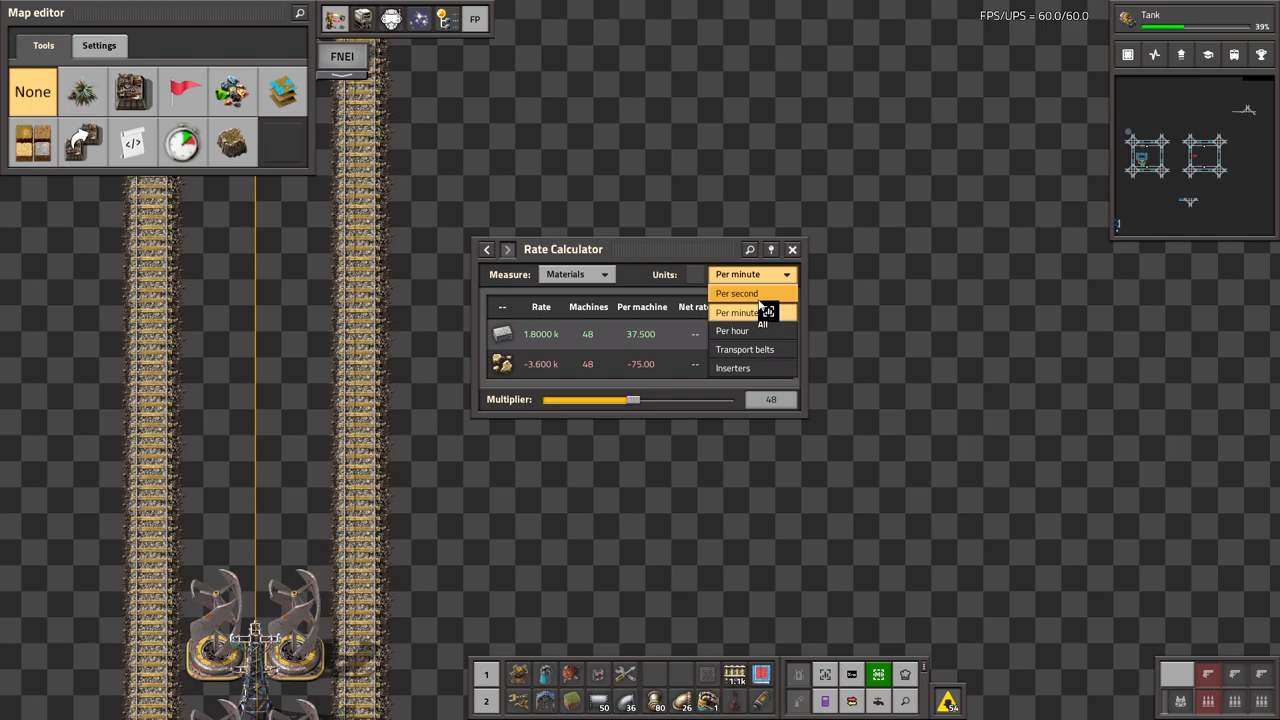 Map editor
FP
FPS/UPS = 60.0/60.0
Tank
39%
Tools
Settings
FNEI
None
</>
Rate Calculator
Measure:
Materials
Units:
Per minute
Per second
Per minute
All
Per hour
Transport belts
Inserters
--
Rate
Machines
Per machine
Net rat
1.8000 k
48
37.500
--
-3.600 k
48
-75.00
--
Multiplier:
48
1
1.1k
2
50
36
80
26
1